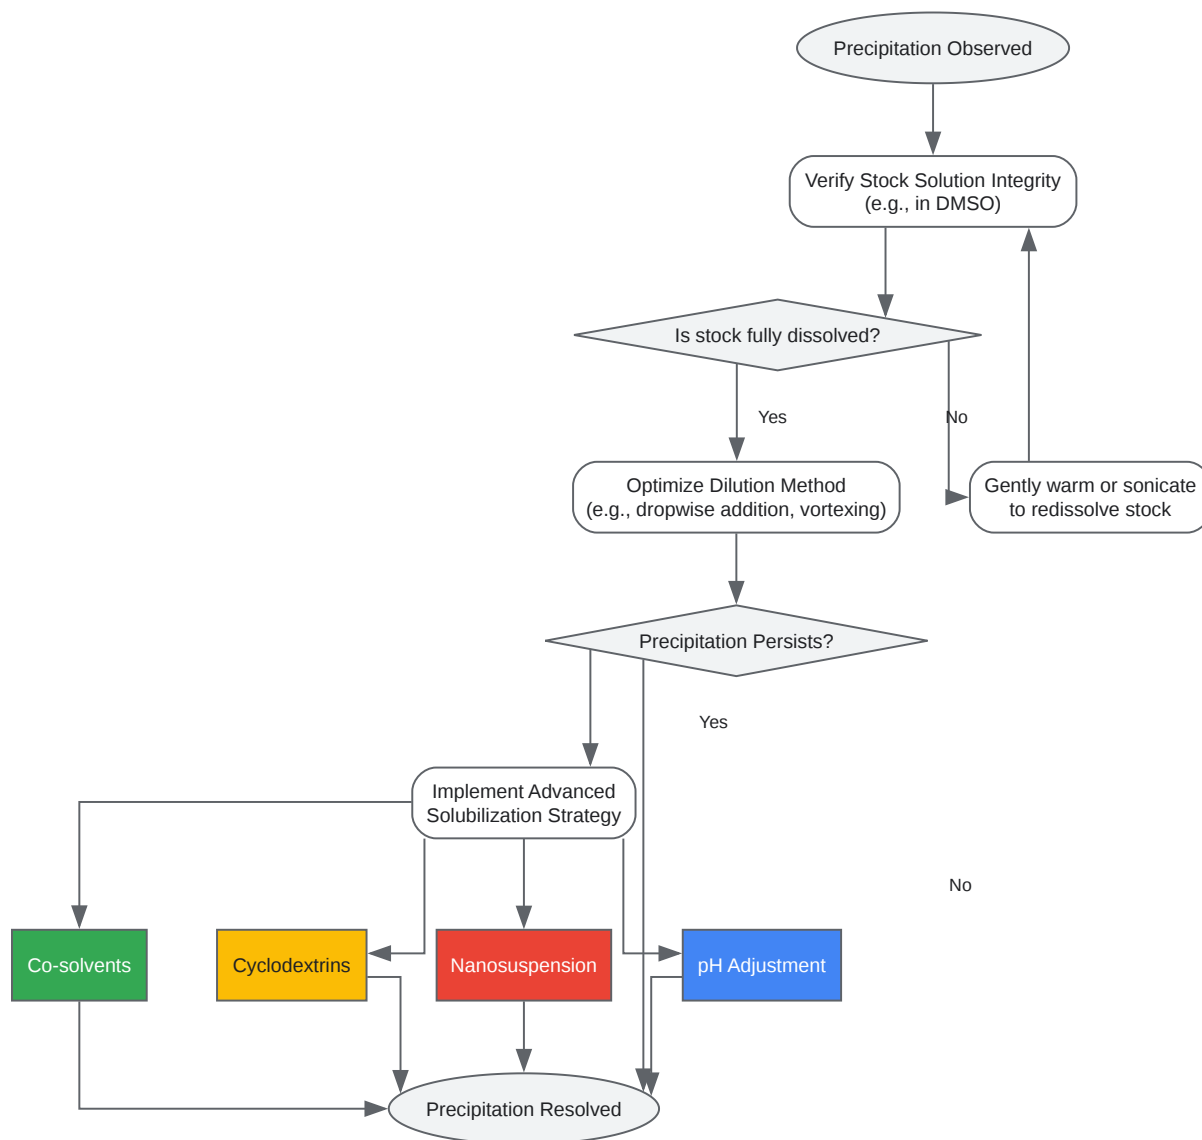 Precipitation Observed
Verify Stock Solution Integrity
(e.g., in DMSO)
Is stock fully dissolved?
Yes
No
Optimize Dilution Method
(e.g., dropwise addition, vortexing)
Gently warm or sonicate
to redissolve stock
Precipitation Persists?
Yes
Implement Advanced
Solubilization Strategy
No
Co-solvents
Cyclodextrins
Nanosuspension
pH Adjustment
Precipitation Resolved